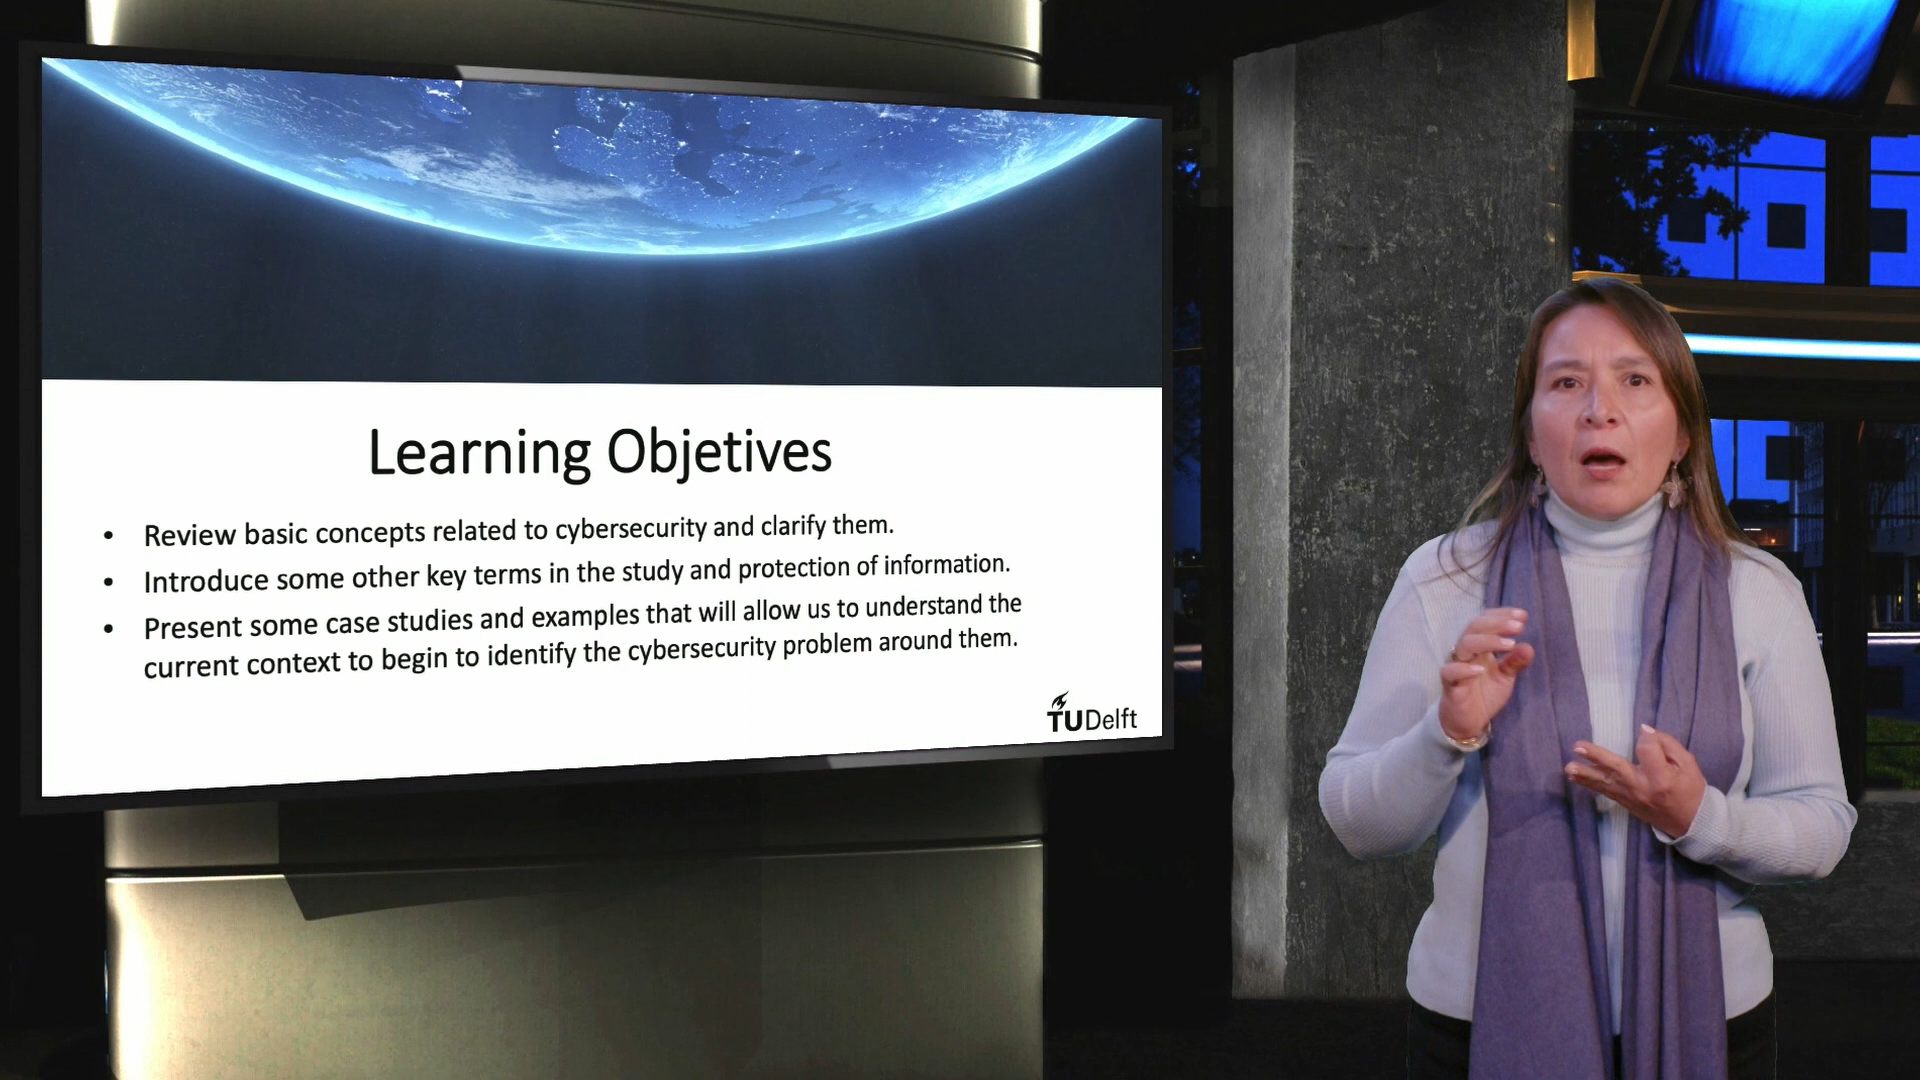 Learning Objetives
• Review basic concepts related to cybersecurity and clarify them.
• Introduce some other key terms in the study and protection of information.
• Present some case studies and examples that will allow us to understand the
current context to begin to identify the cybersecurity problem around them.
TUDelft